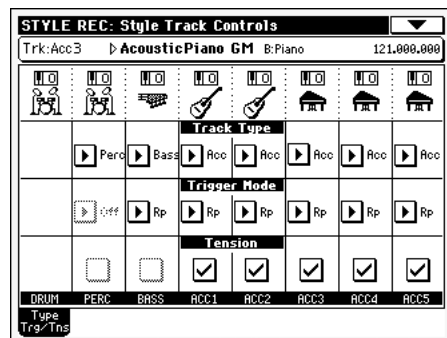 STYLE REC: Style Track Controls
Trk:Acc3 AcousticPiano GM B:Piano 121.000.000
Track Type
Perc Bass Acc Acc Acc Acc Acc
Trigger Mode
Off Rp Rp Rp Rp Rp Rp
Tension
DRUM PERC BASS ACC1 ACC2 ACC3 ACC4 ACC5
Type
Trg/Tns